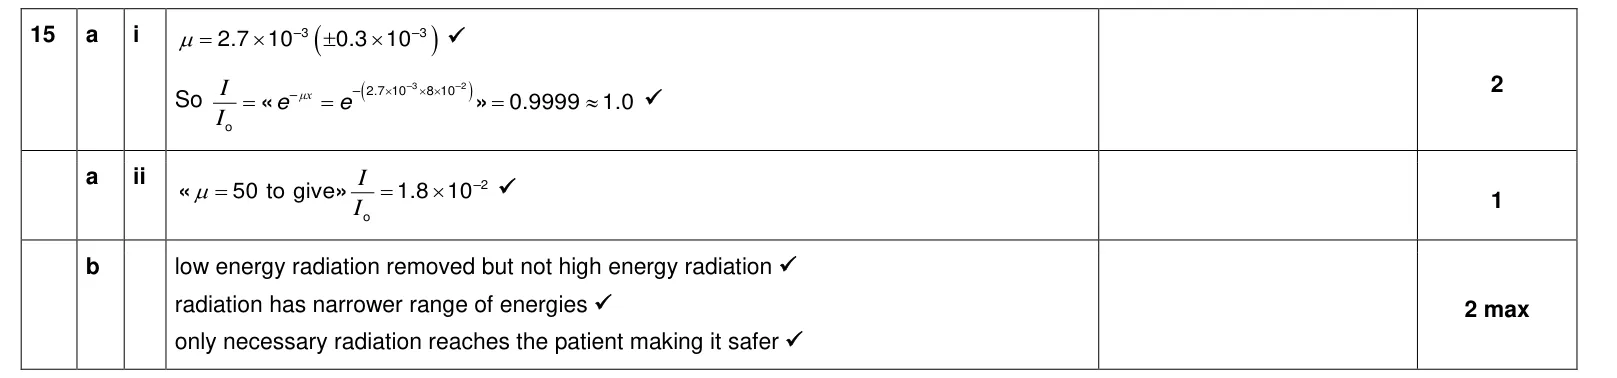 15 a i μ = 2.7 × 10⁻³ (±0.3 × 10⁻³) ✓
So I/Iₒ = «e^(−μx) = e^(−(2.7×10⁻³×8×10⁻²))» = 0.9999 ≈ 1.0 ✓ 2
a ii «μ = 50 to give» I/Iₒ = 1.8 × 10⁻² ✓ 1
b low energy radiation removed but not high energy radiation ✓
radiation has narrower range of energies ✓ 2 max
only necessary radiation reaches the patient making it safer ✓